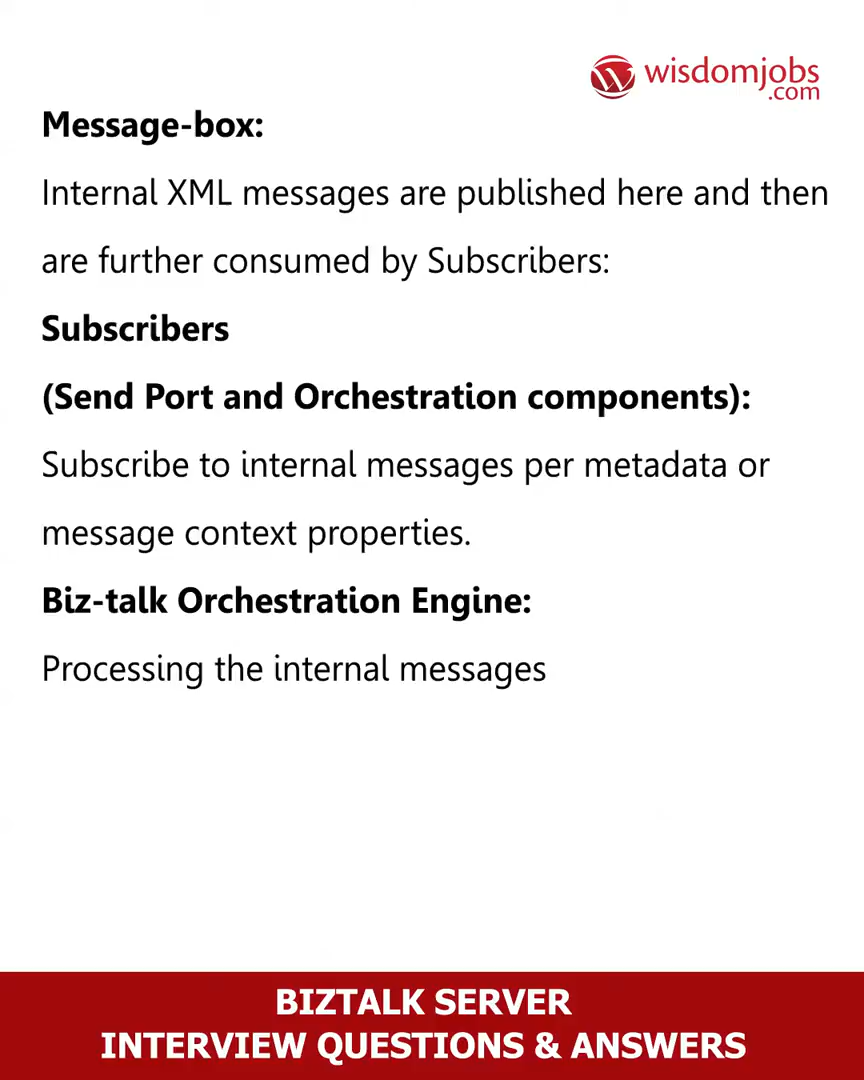 wisdomjobs
.com
Message-box:
Internal XML messages are published here and then
are further consumed by Subscribers:
Subscribers
(Send Port and Orchestration components):
Subscribe to internal messages per metadata or
message context properties.
Biz-talk Orchestration Engine:
Processing the internal messages
BIZTALK SERVER
INTERVIEW QUESTIONS & ANSWERS